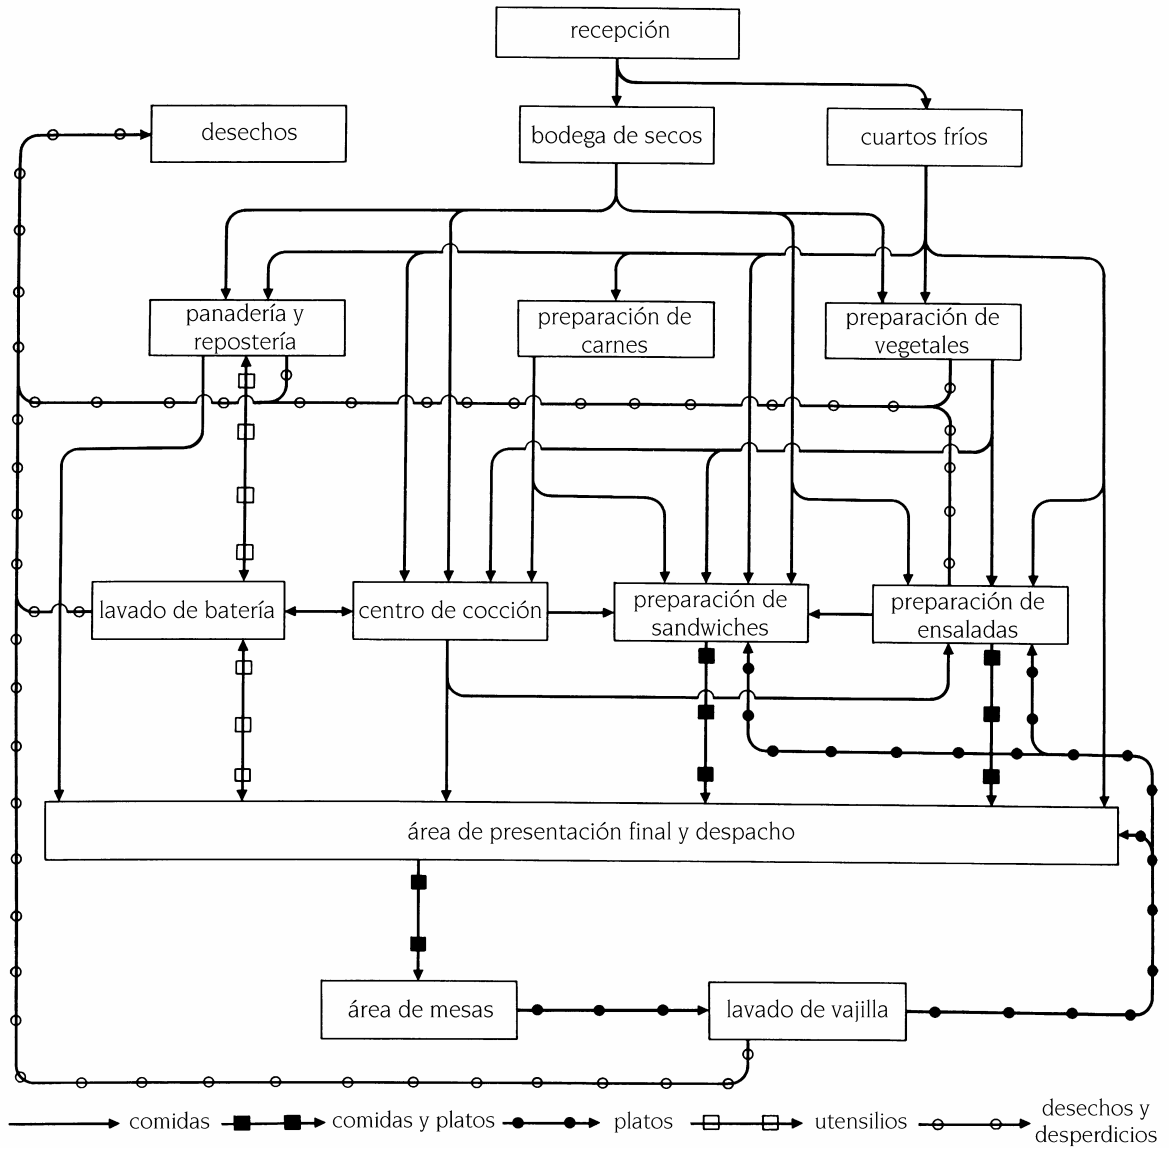 recepción
desechos
bodega de secos
cuartos fríos
panadería y
repostería
preparación de
carnes
preparación de
vegetales
lavado de batería
centro de cocción
preparación de
sandwiches
preparación de
ensaladas
área de presentación final y despacho
área de mesas
lavado de vajilla
comidas
comidas y platos
platos
utensilios
desechos y
desperdicios